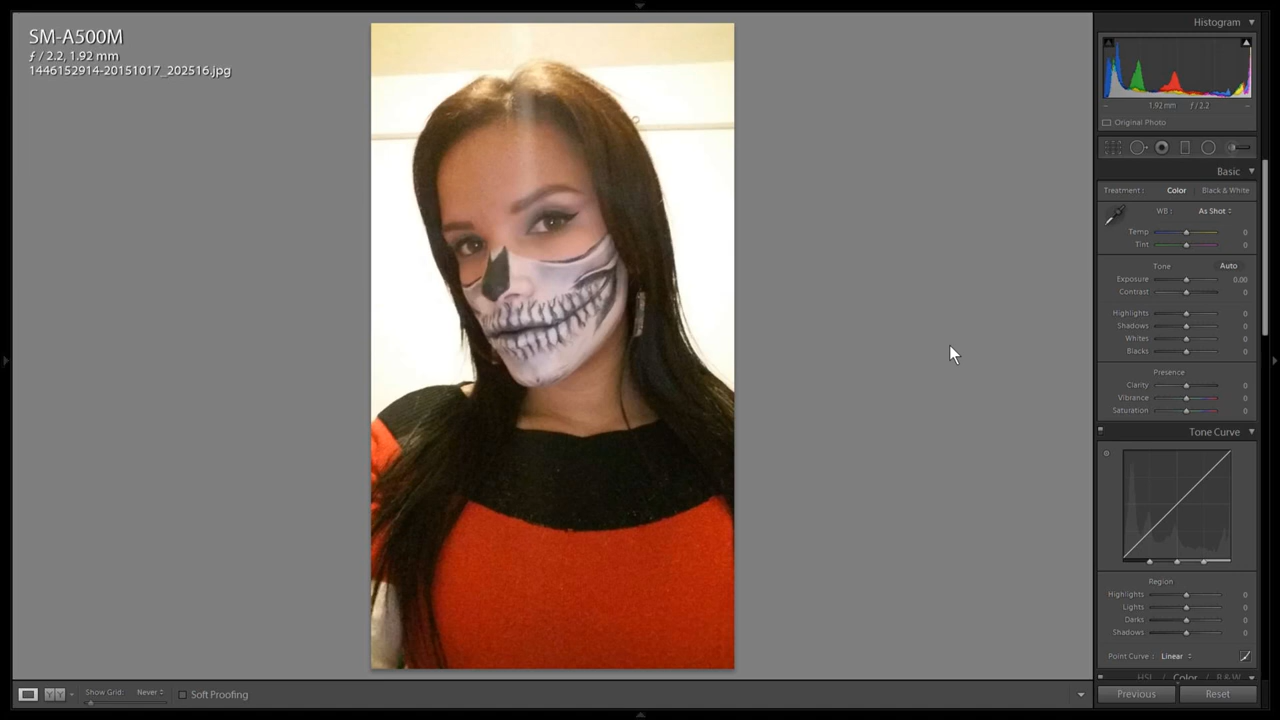 SM-A500M
ƒ / 2.2, 1.92 mm
1446152914-20151017_202516.jpg
Histogram
1.92 mm ƒ / 2.2
Original Photo
Basic
Treatment : Color Black & White
WB : As Shot
Temp 0
Tint 0
Tone Auto
Exposure 0.00
Contrast 0
Highlights 0
Shadows 0
Whites 0
Blacks 0
Presence
Clarity 0
Vibrance 0
Saturation 0
Tone Curve
Region
Highlights 0
Lights 0
Darks 0
Shadows 0
Point Curve : Linear
HSL / Color / B & W
Previous Reset
YY Show Grid: Never Soft Proofing